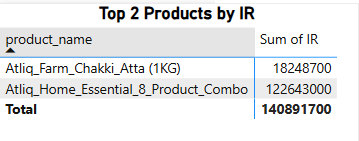 Top 2 Products by IR
product_name Sum of IR
Atliq_Farm_Chakki_Atta (1KG) 18248700
Atliq_Home_Essential_8_Product_Combo 122643000
Total 140891700